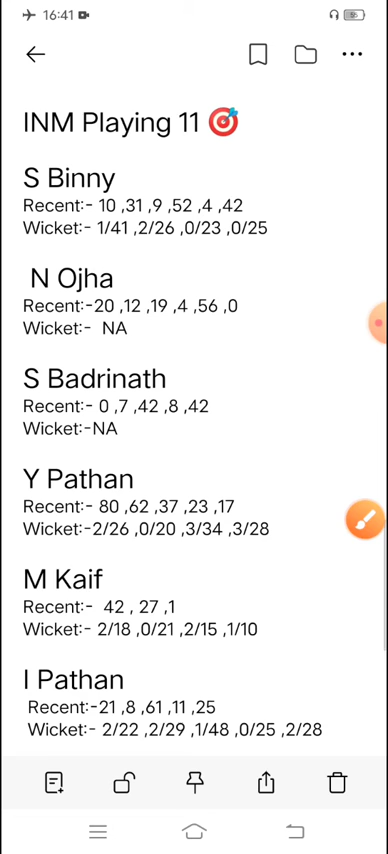 16:41
56
INM Playing 11 🎯
S Binny
Recent:- 10 ,31 ,9 ,52 ,4 ,42
Wicket:- 1/41 ,2/26 ,0/23 ,0/25
N Ojha
Recent:-20 ,12 ,19 ,4 ,56 ,0
Wicket:- NA
S Badrinath
Recent:- 0 ,7 ,42 ,8 ,42
Wicket:-NA
Y Pathan
Recent:- 80 ,62 ,37 ,23 ,17
Wicket:-2/26 ,0/20 ,3/34 ,3/28
M Kaif
Recent:- 42 , 27 ,1
Wicket:- 2/18 ,0/21 ,2/15 ,1/10
I Pathan
Recent:-21 ,8 ,61 ,11 ,25
Wicket:- 2/22 ,2/29 ,1/48 ,0/25 ,2/28